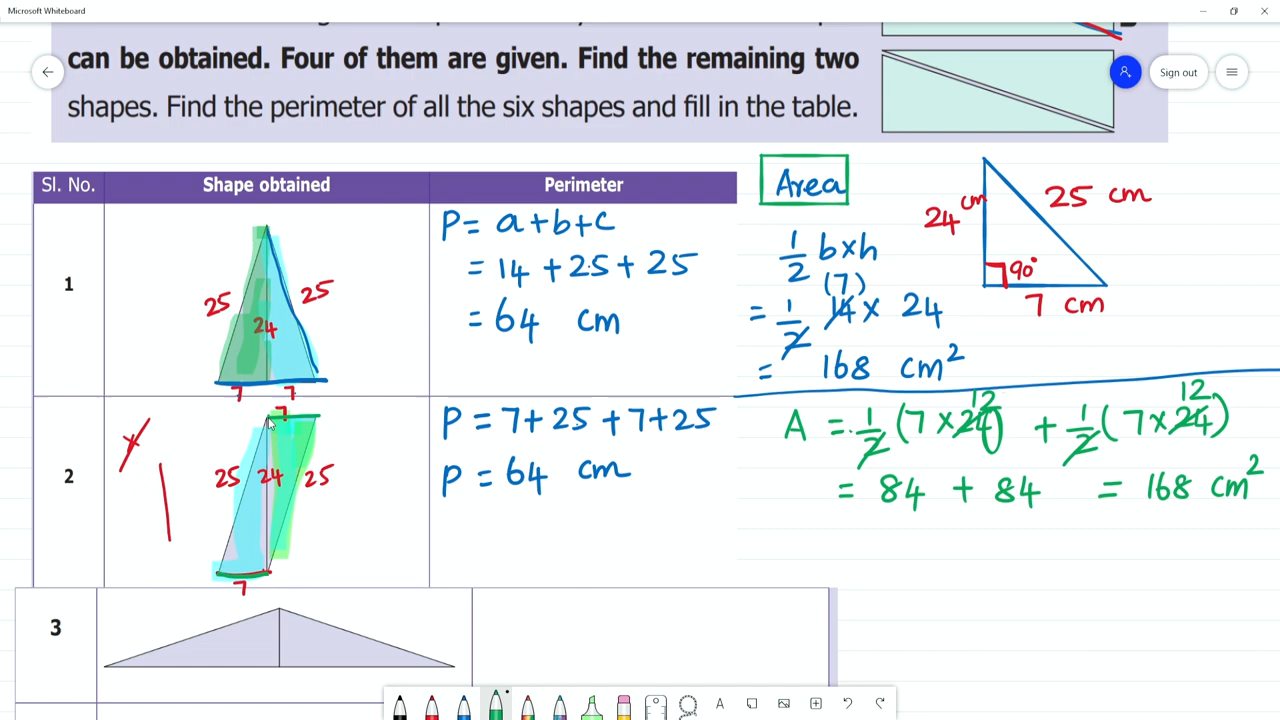 Microsoft Whiteboard
can be obtained. Four of them are given. Find the remaining two
shapes. Find the perimeter of all the six shapes and fill in the table.
Sign out
Sl. No. Shape obtained Perimeter
1
25 25
24
7 7
P = a+b+c
= 14 + 25 + 25
= 64 cm
Area
1/2 b×h
(7)
= 1/2 14 × 24
= 168 cm²
24 cm
25 cm
90°
7 cm
2
7
25 24 25
7
P = 7+25+7+25
P = 64 cm
12 12
A = 1/2 (7×24) + 1/2 (7×24)
= 84 + 84 = 168 cm²
3
A